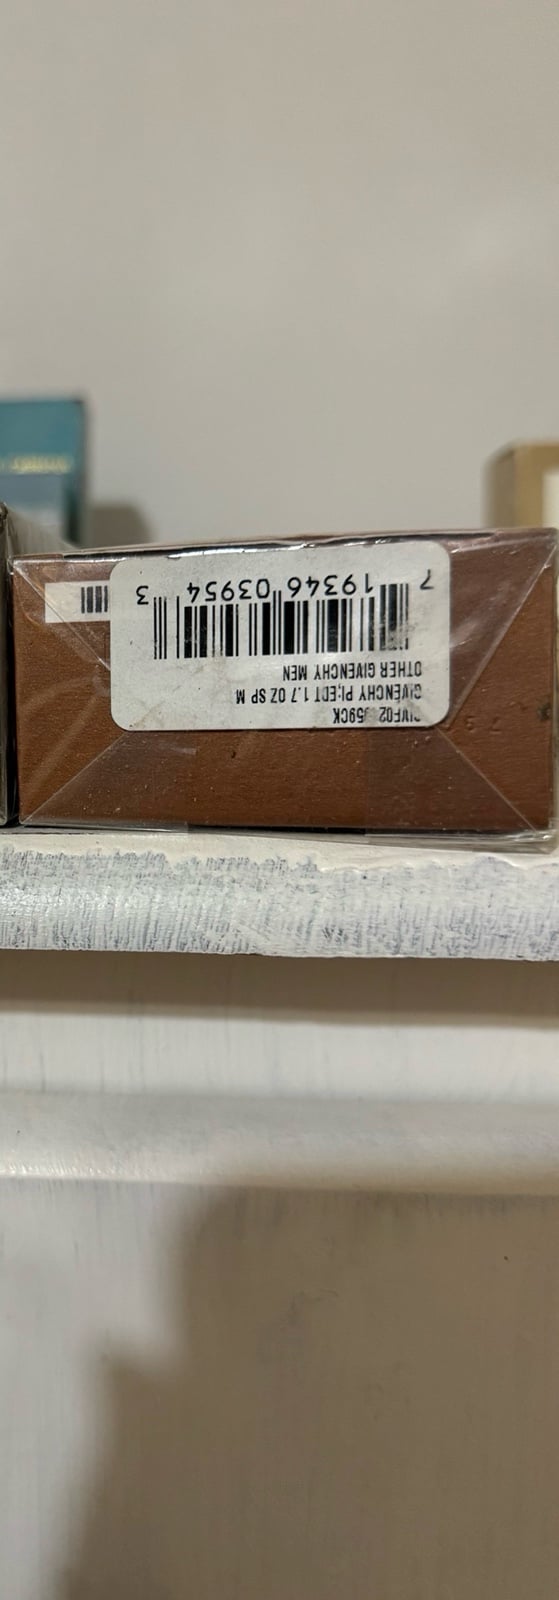 GIVENCHY PI;EDT 1.7 OZ SP M
OTHER GIVENCHY MEN
7 19346 03954 3